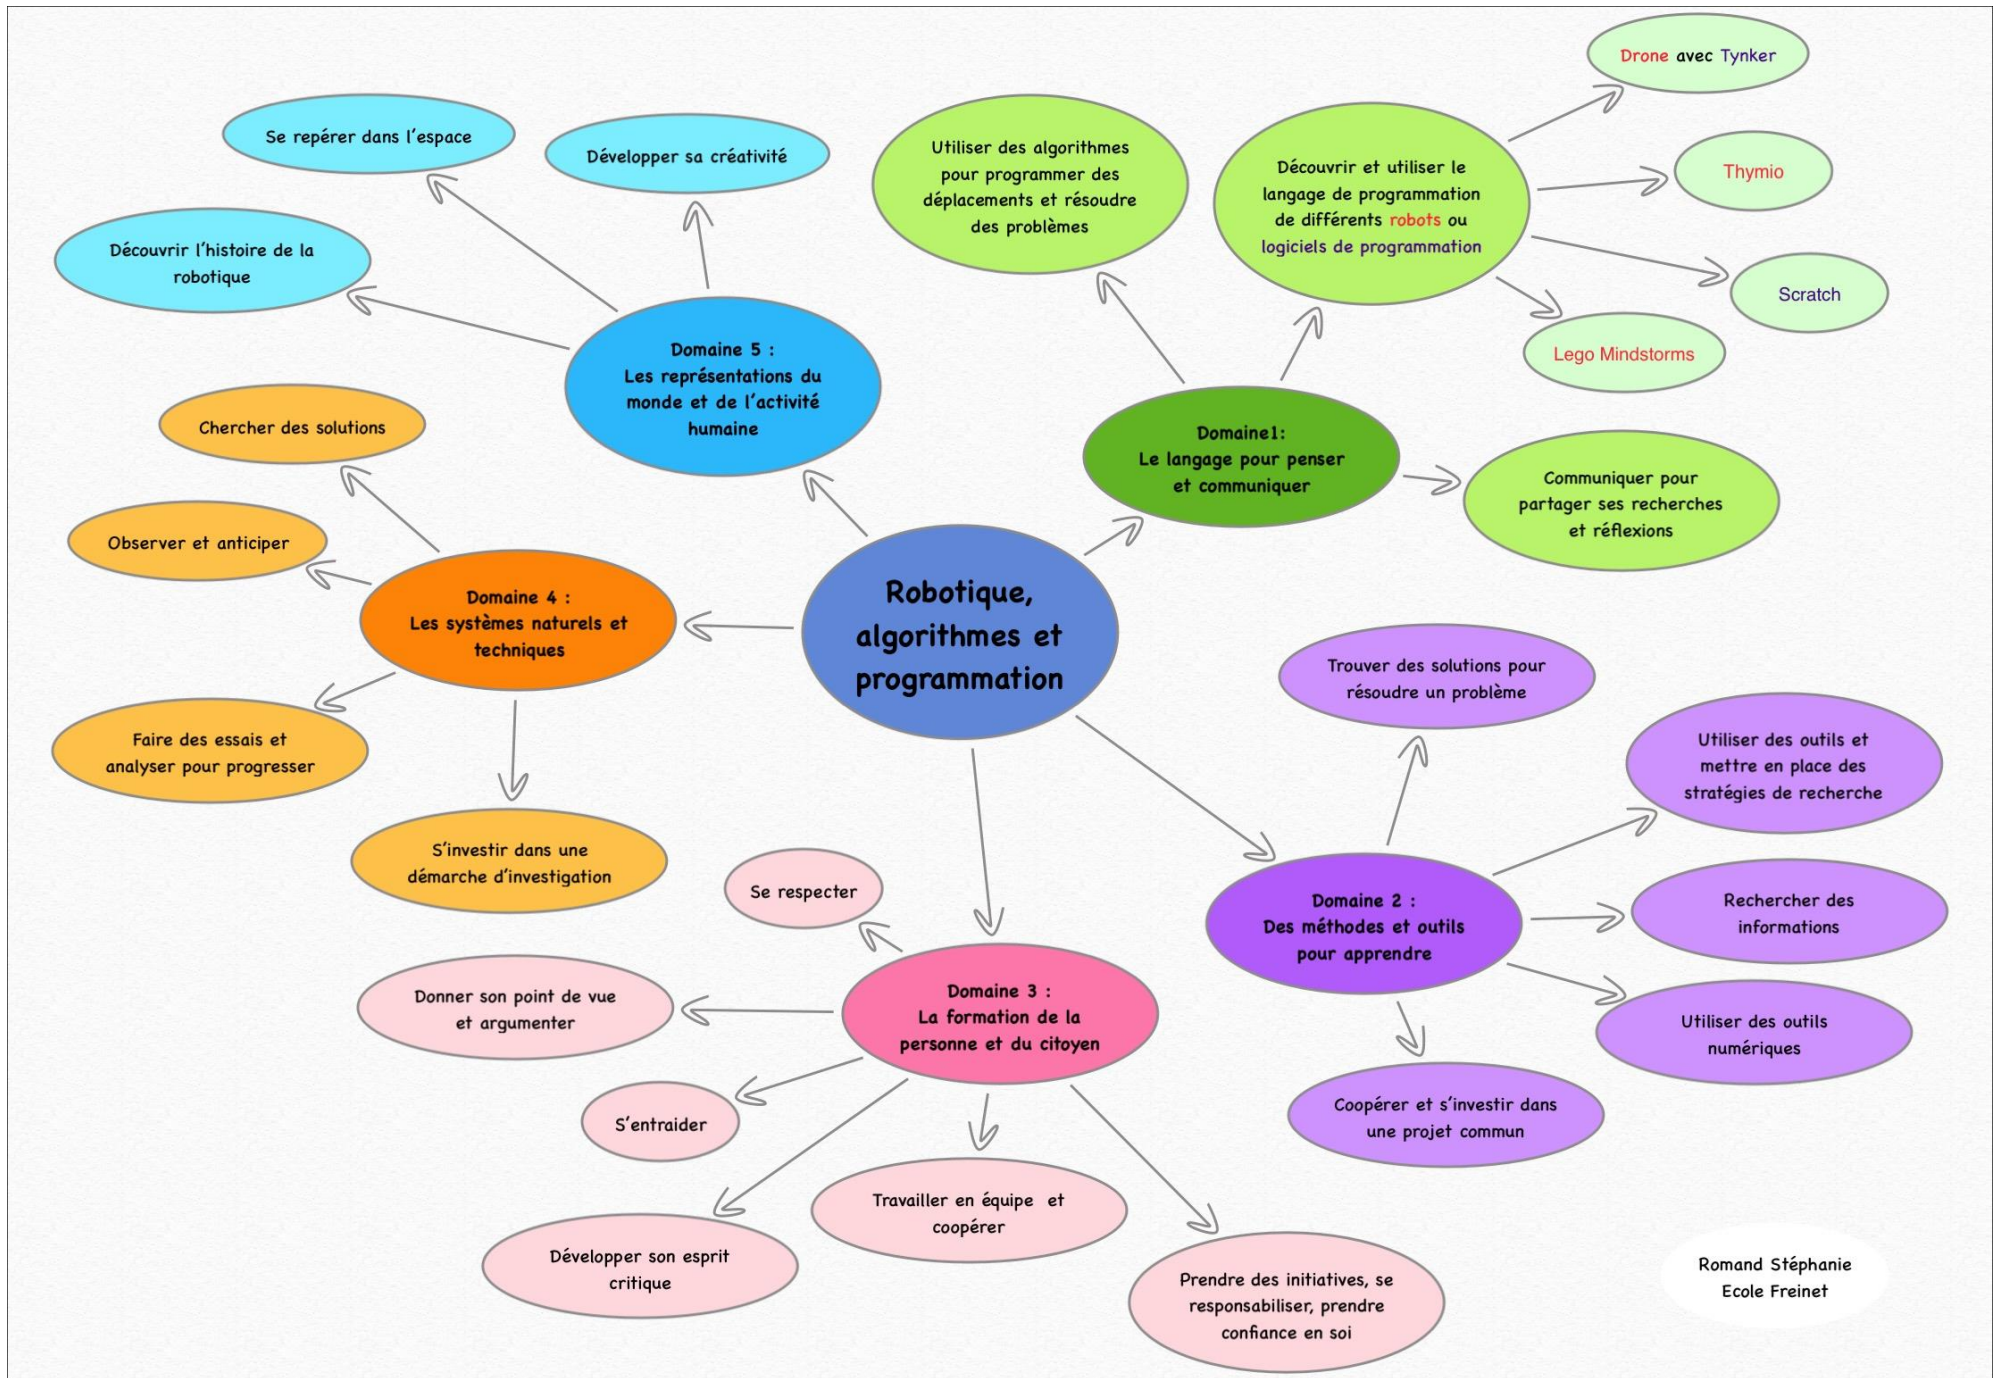 Robotique,
algorithmes et
programmation
Domaine1:
Le langage pour penser
et communiquer
Utiliser des algorithmes
pour programmer des
déplacements et résoudre
des problèmes
Découvrir et utiliser le
langage de programmation
de différents robots ou
logiciels de programmation
Drone avec Tynker
Thymio
Scratch
Lego Mindstorms
Communiquer pour
partager ses recherches
et réflexions
Domaine 2 :
Des méthodes et outils
pour apprendre
Trouver des solutions pour
résoudre un problème
Utiliser des outils et
mettre en place des
stratégies de recherche
Rechercher des
informations
Utiliser des outils
numériques
Coopérer et s'investir dans
une projet commun
Domaine 3 :
La formation de la
personne et du citoyen
Se respecter
Donner son point de vue
et argumenter
S'entraider
Développer son esprit
critique
Travailler en équipe et
coopérer
Prendre des initiatives, se
responsabiliser, prendre
confiance en soi
Domaine 4 :
Les systèmes naturels et
techniques
Chercher des solutions
Observer et anticiper
Faire des essais et
analyser pour progresser
S'investir dans une
démarche d'investigation
Domaine 5 :
Les représentations du
monde et de l'activité
humaine
Découvrir l'histoire de la
robotique
Se repérer dans l'espace
Développer sa créativité
Romand Stéphanie
Ecole Freinet